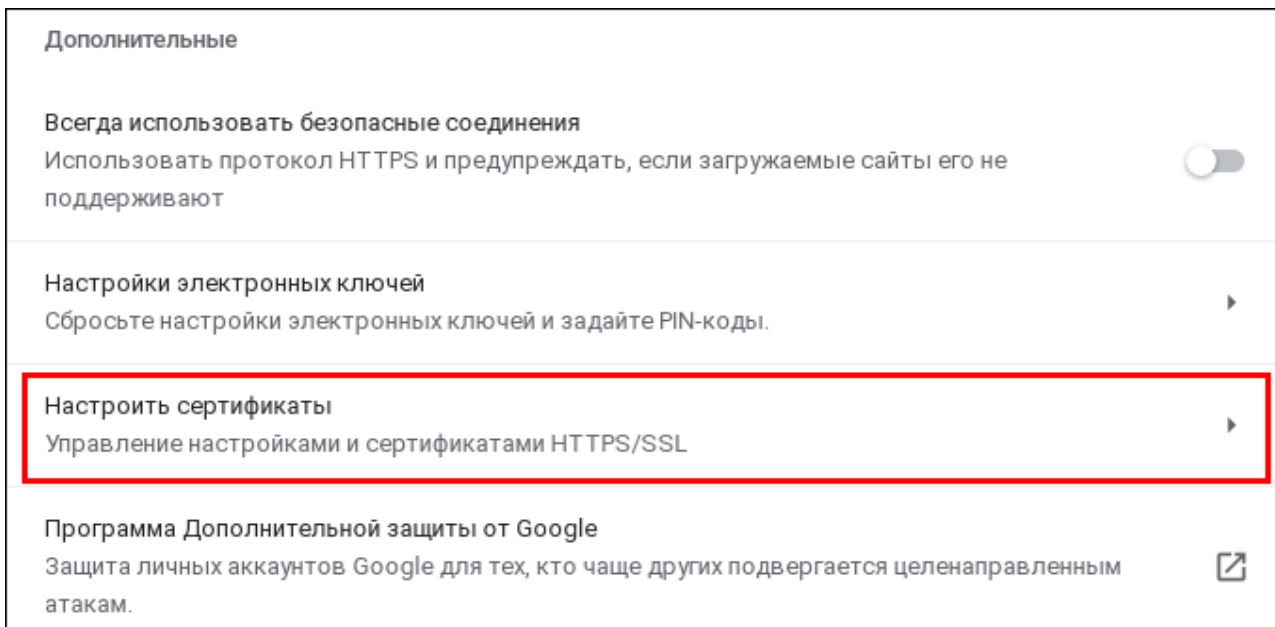 Дополнительные
Всегда использовать безопасные соединения
Использовать протокол HTTPS и предупреждать, если загружаемые сайты его не
поддерживают
Настройки электронных ключей
Сбросьте настройки электронных ключей и задайте PIN-коды.
Настроить сертификаты
Управление настройками и сертификатами HTTPS/SSL
Программа Дополнительной защиты от Google
Защита личных аккаунтов Google для тех, кто чаще других подвергается целенаправленным
атакам.